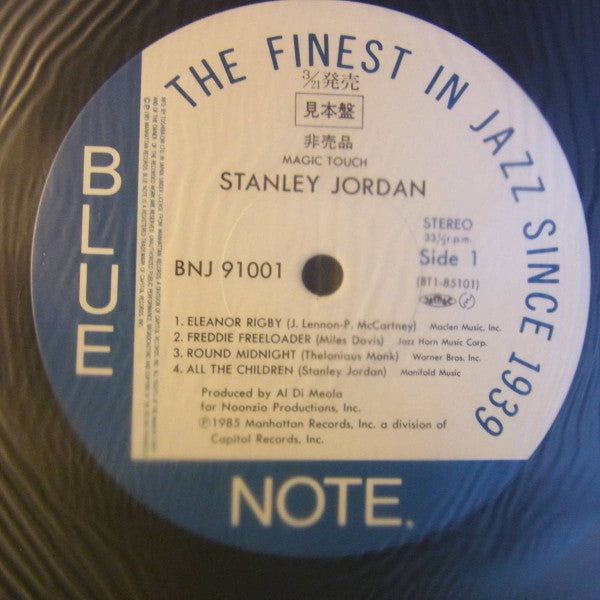 THE FINEST IN JAZZ SINCE 1939
3/21発売
見本盤
非売品
MAGIC TOUCH
STANLEY JORDAN
STEREO
33⅓r.p.m.
Side 1
BNJ 91001
(BT1-85101)
1. ELEANOR RIGBY (J. Lennon-P. McCartney) Maclen Music, Inc.
2. FREDDIE FREELOADER (Miles Davis) Jazz Horn Music Corp.
3. ROUND MIDNIGHT (Thelonious Monk) Warner Bros. Inc.
4. ALL THE CHILDREN (Stanley Jordan) Manifold Music
Produced by Al Di Meola
for Noonzio Productions, Inc.
Ⓟ1985 Manhattan Records, Inc. a division of
Capitol Records, Inc.
BLUE
NOTE.